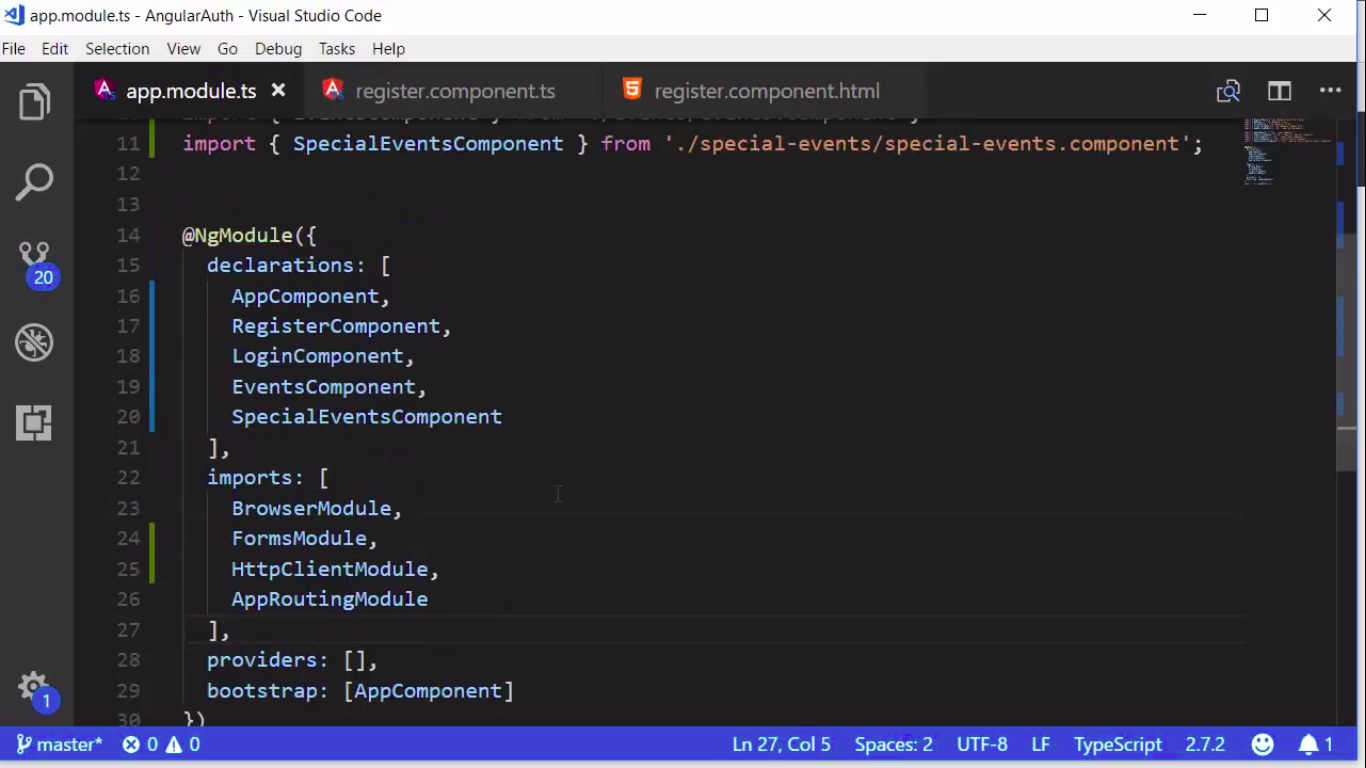 app.module.ts - AngularAuth - Visual Studio Code
File Edit Selection View Go Debug Tasks Help
app.module.ts register.component.ts register.component.html
11 import { SpecialEventsComponent } from './special-events/special-events.component';
12
13
14 @NgModule({
15 declarations: [
16 AppComponent,
17 RegisterComponent,
18 LoginComponent,
19 EventsComponent,
20 SpecialEventsComponent
21 ],
22 imports: [
23 BrowserModule,
24 FormsModule,
25 HttpClientModule,
26 AppRoutingModule
27 ],
28 providers: [],
29 bootstrap: [AppComponent]
30 })
20
1
master* 0 0 Ln 27, Col 5 Spaces: 2 UTF-8 LF TypeScript 2.7.2 1